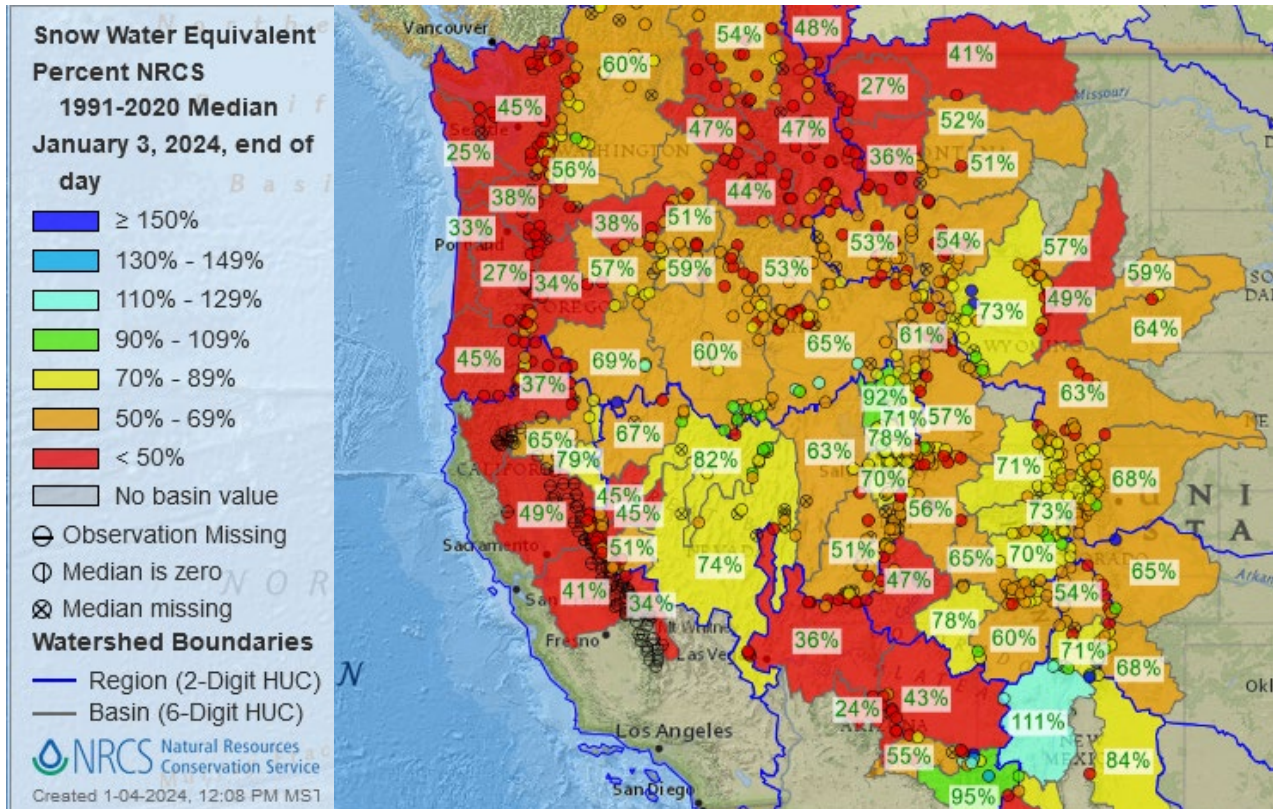 Snow Water Equivalent
Percent NRCS
1991-2020 Median
January 3, 2024, end of
day
≥ 150%
130% - 149%
110% - 129%
90% - 109%
70% - 89%
50% - 69%
< 50%
No basin value
Observation Missing
Median is zero
Median missing
Watershed Boundaries
Region (2-Digit HUC)
Basin (6-Digit HUC)
NRCS Natural Resources
Conservation Service
Created 1-04-2024, 12:08 PM MST
Vancouver
54%
48%
60%
41%
27%
Missouri
45%
Seattle
47%
47%
52%
WASHINGTON
25%
56%
36%
51%
44%
38%
38%
51%
33%
Portland
53%
54%
57%
27%
34%
57%
59%
53%
59%
OREGON
73%
49%
64%
WYOMING
45%
69%
60%
65%
61%
37%
92%
63%
71%
57%
65%
67%
78%
CALIFORNIA
79%
82%
63%
70%
71%
68%
45%
49%
45%
56%
73%
UNI
TA
Sacramento
51%
NEVADA
51%
65%
70%
65%
74%
47%
54%
San
41%
34%
78%
60%
Fresno
Mt Whitney
36%
71%
68%
Las Vegas
N
24%
43%
111%
Los Angeles
55%
84%
San Diego
95%